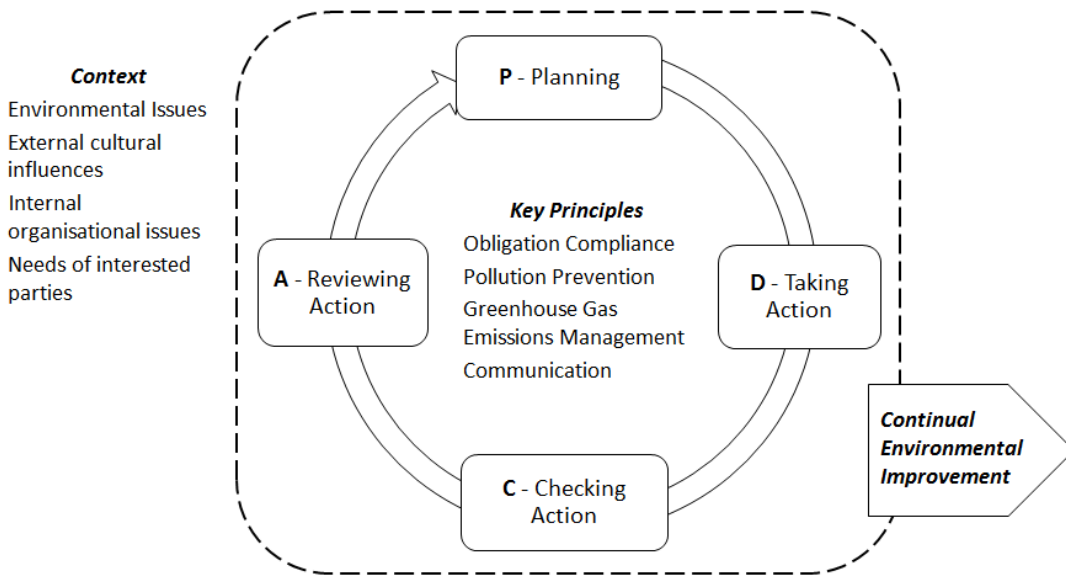 Context
Environmental Issues
External cultural
influences
Internal
organisational issues
Needs of interested
parties
P - Planning
Key Principles
Obligation Compliance
Pollution Prevention
Greenhouse Gas
Emissions Management
Communication
A - Reviewing
Action
D - Taking
Action
C - Checking
Action
Continual
Environmental
Improvement